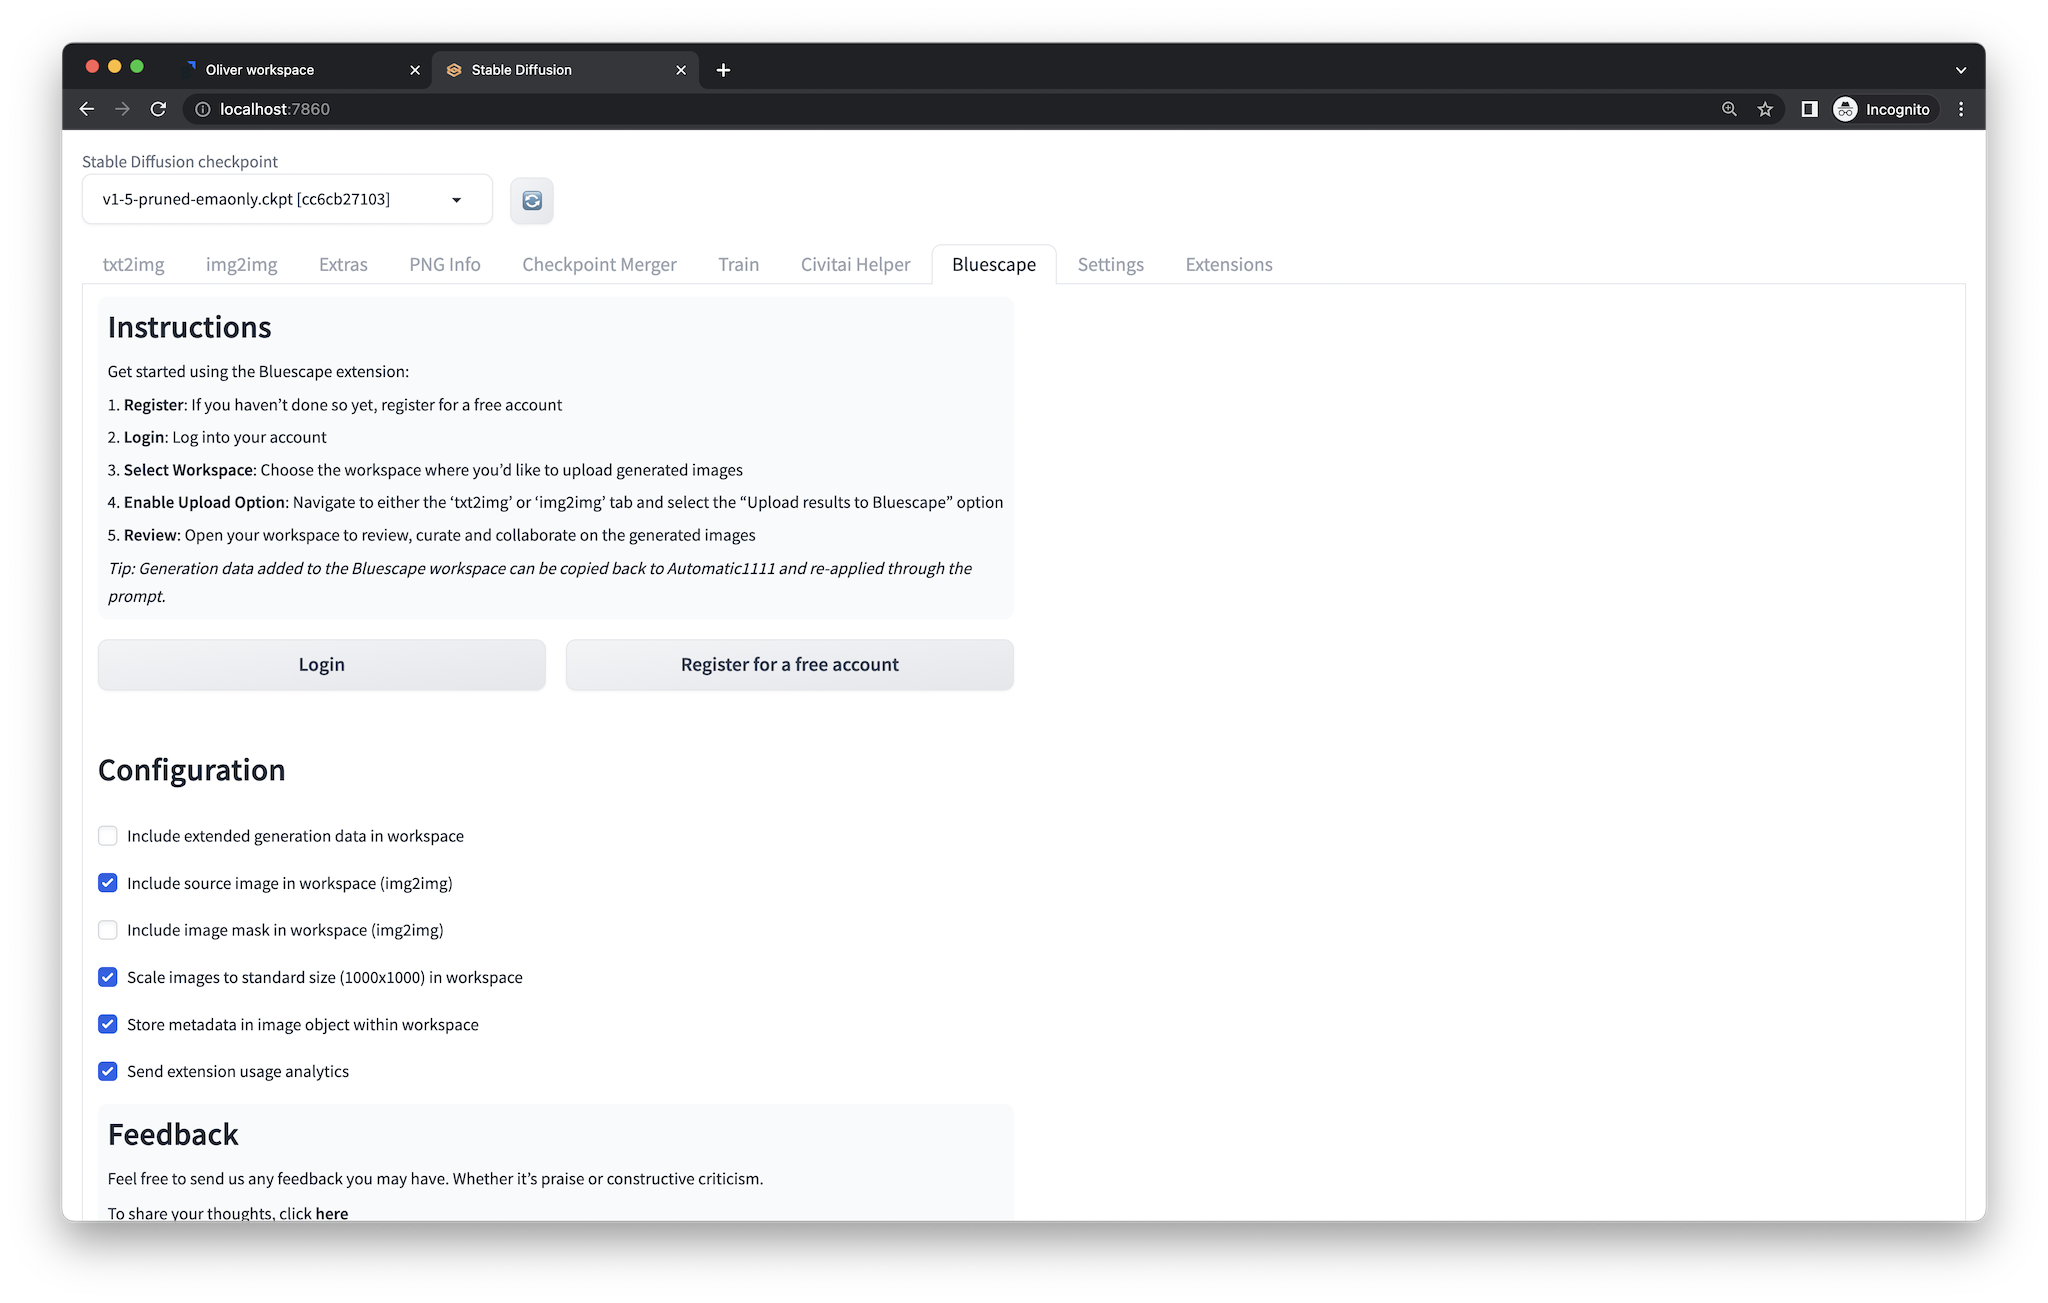 Oliver workspace
Stable Diffusion
localhost:7860
Incognito
Stable Diffusion checkpoint
v1-5-pruned-emaonly.ckpt [cc6cb27103]
txt2img img2img Extras PNG Info Checkpoint Merger Train Civitai Helper Bluescape Settings Extensions
Instructions
Get started using the Bluescape extension:
1. Register: If you haven’t done so yet, register for a free account
2. Login: Log into your account
3. Select Workspace: Choose the workspace where you’d like to upload generated images
4. Enable Upload Option: Navigate to either the ‘txt2img’ or ‘img2img’ tab and select the “Upload results to Bluescape” option
5. Review: Open your workspace to review, curate and collaborate on the generated images
Tip: Generation data added to the Bluescape workspace can be copied back to Automatic1111 and re-applied through the
prompt.
Login
Register for a free account
Configuration
Include extended generation data in workspace
Include source image in workspace (img2img)
Include image mask in workspace (img2img)
Scale images to standard size (1000x1000) in workspace
Store metadata in image object within workspace
Send extension usage analytics
Feedback
Feel free to send us any feedback you may have. Whether it’s praise or constructive criticism.
To share your thoughts, click here